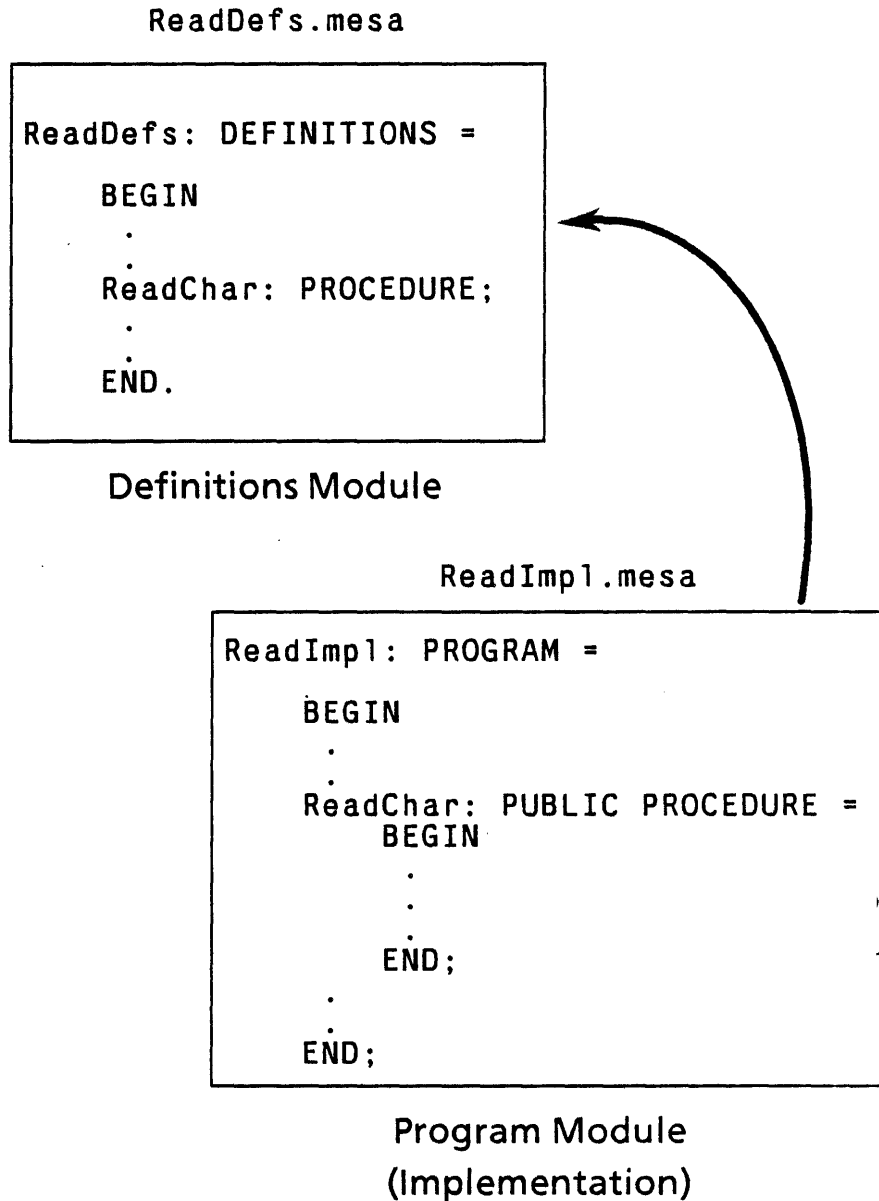 ReadDefs.mesa
ReadDefs: DEFINITIONS =
BEGIN
.
.
ReadChar: PROCEDURE;
.
.
END.
Definitions Module
ReadImpl.mesa
ReadImpl: PROGRAM =
BEGIN
.
.
ReadChar: PUBLIC PROCEDURE =
BEGIN
.
.
.
END;
.
.
END;
Program Module
(Implementation)